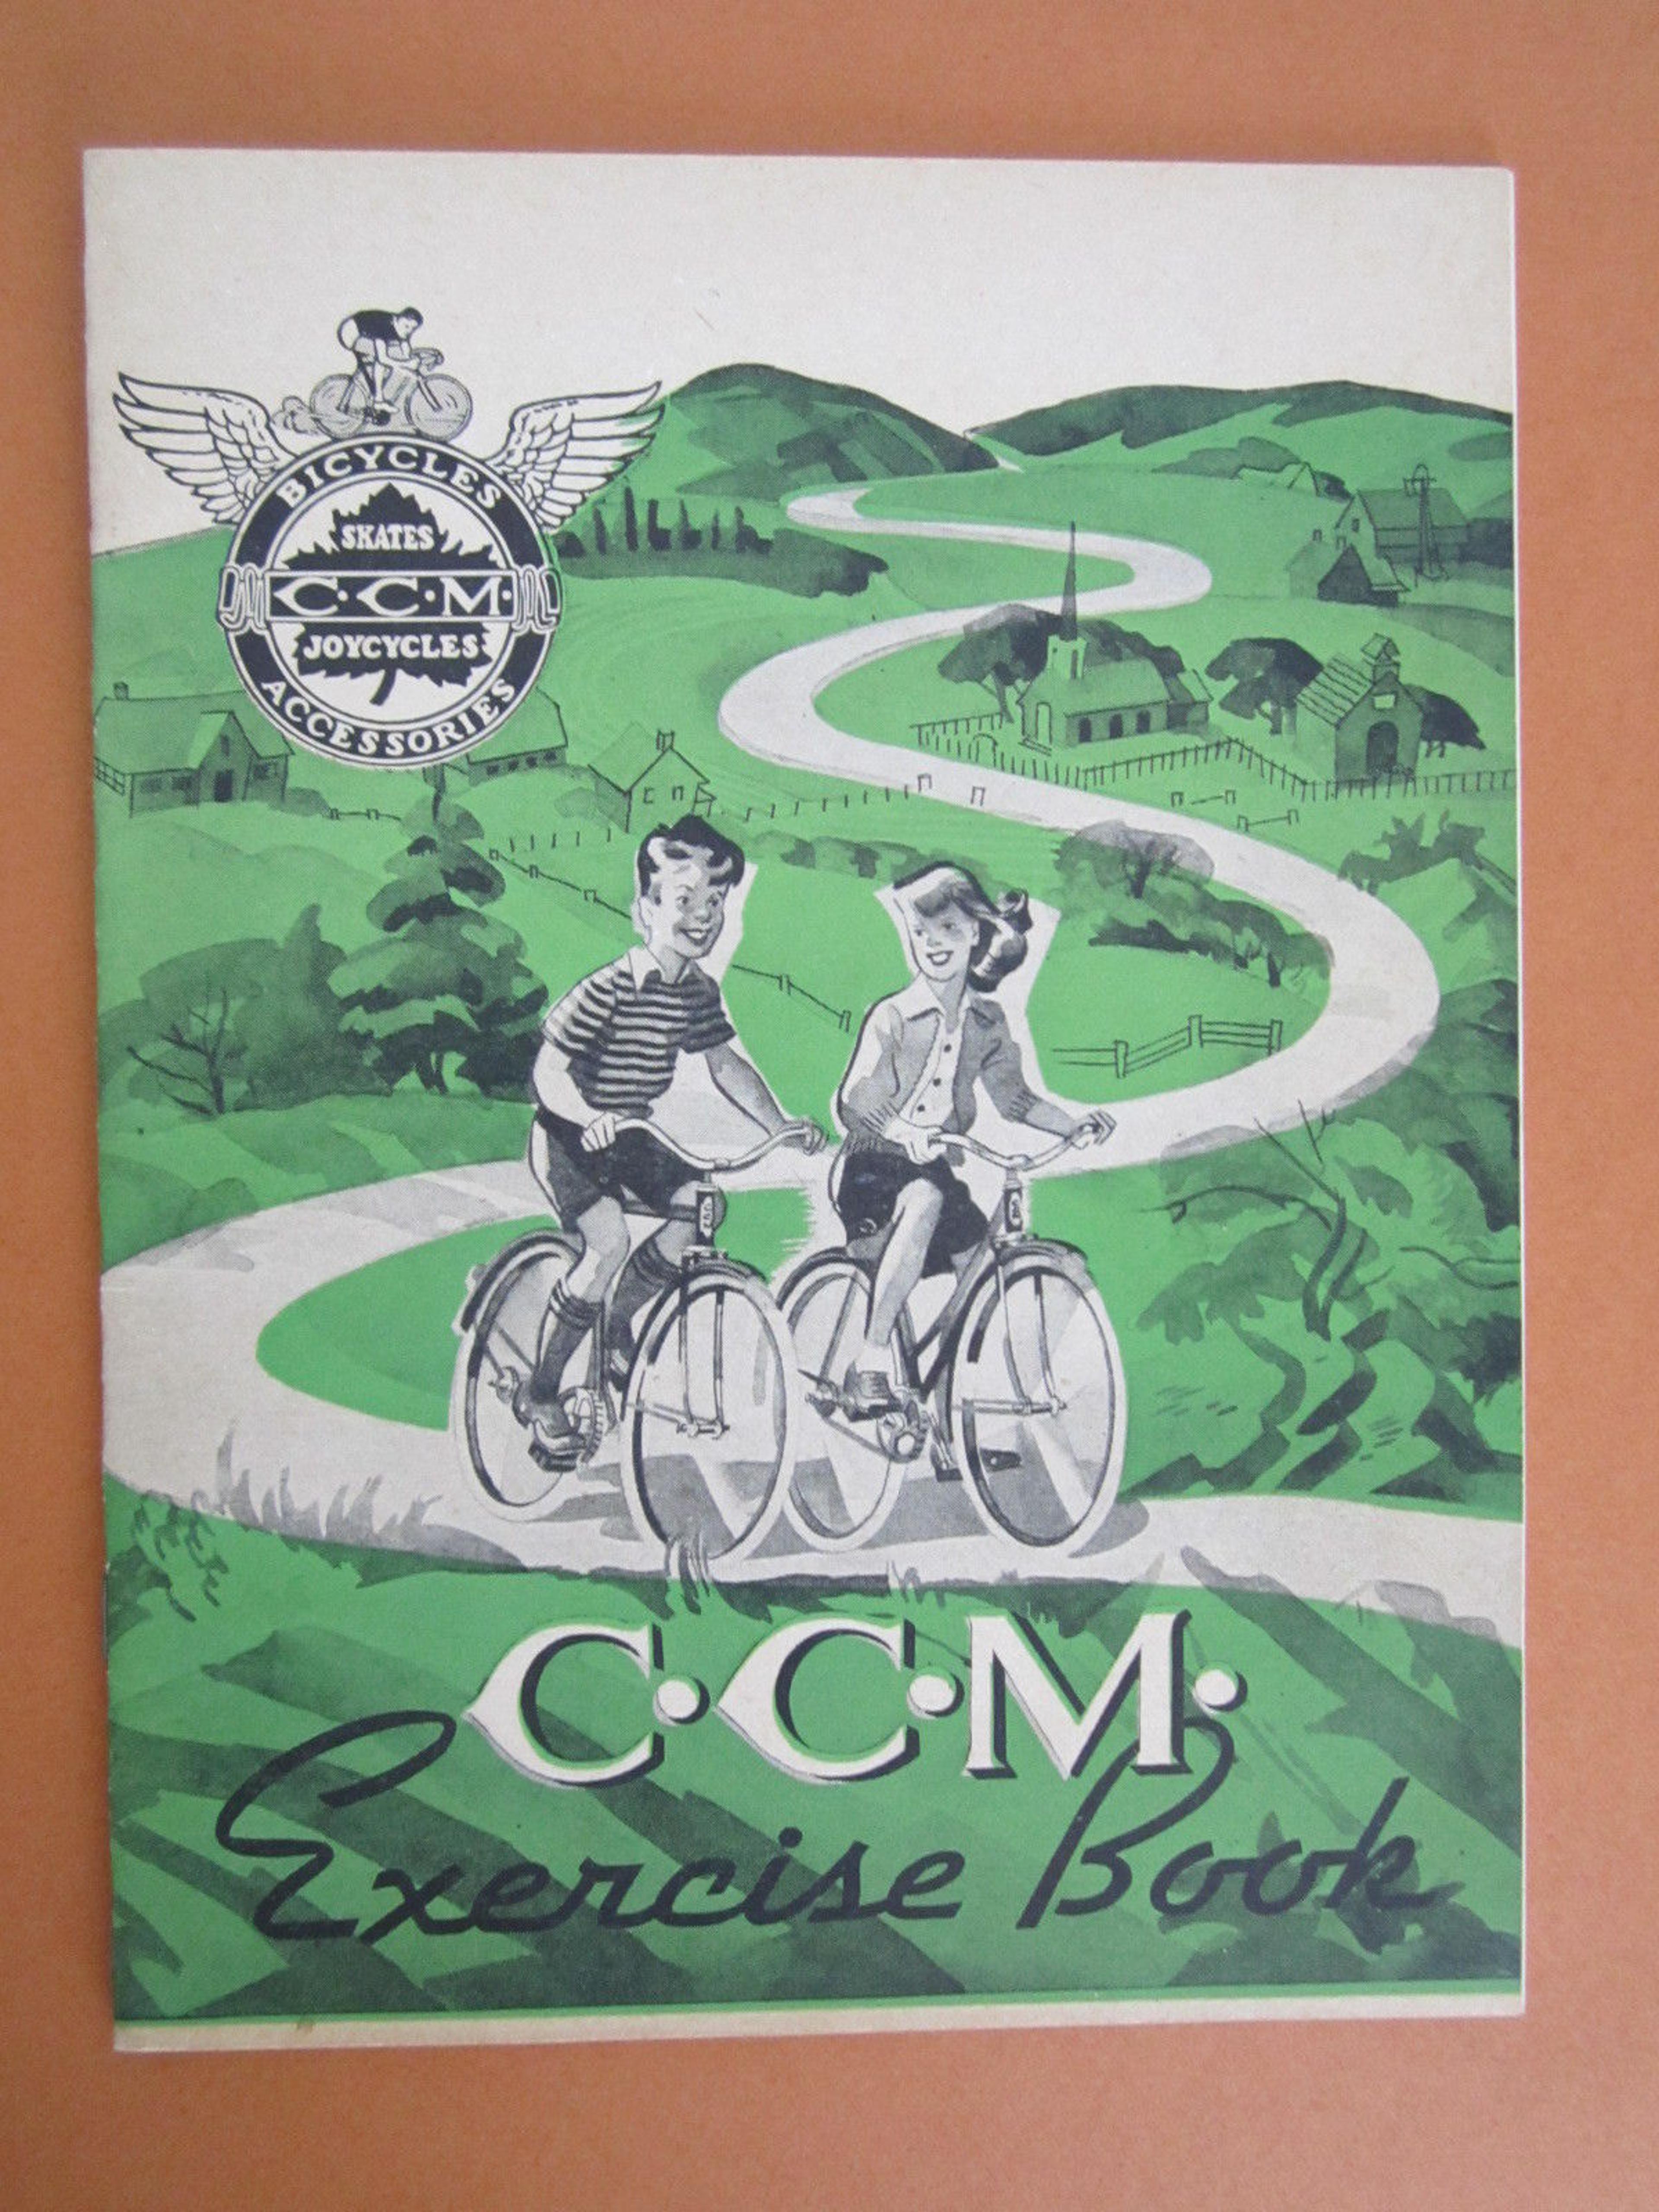 BICYCLES
SKATES
C·C·M·
JOYCYCLES
ACCESSORIES
C·C·M·
Exercise Book